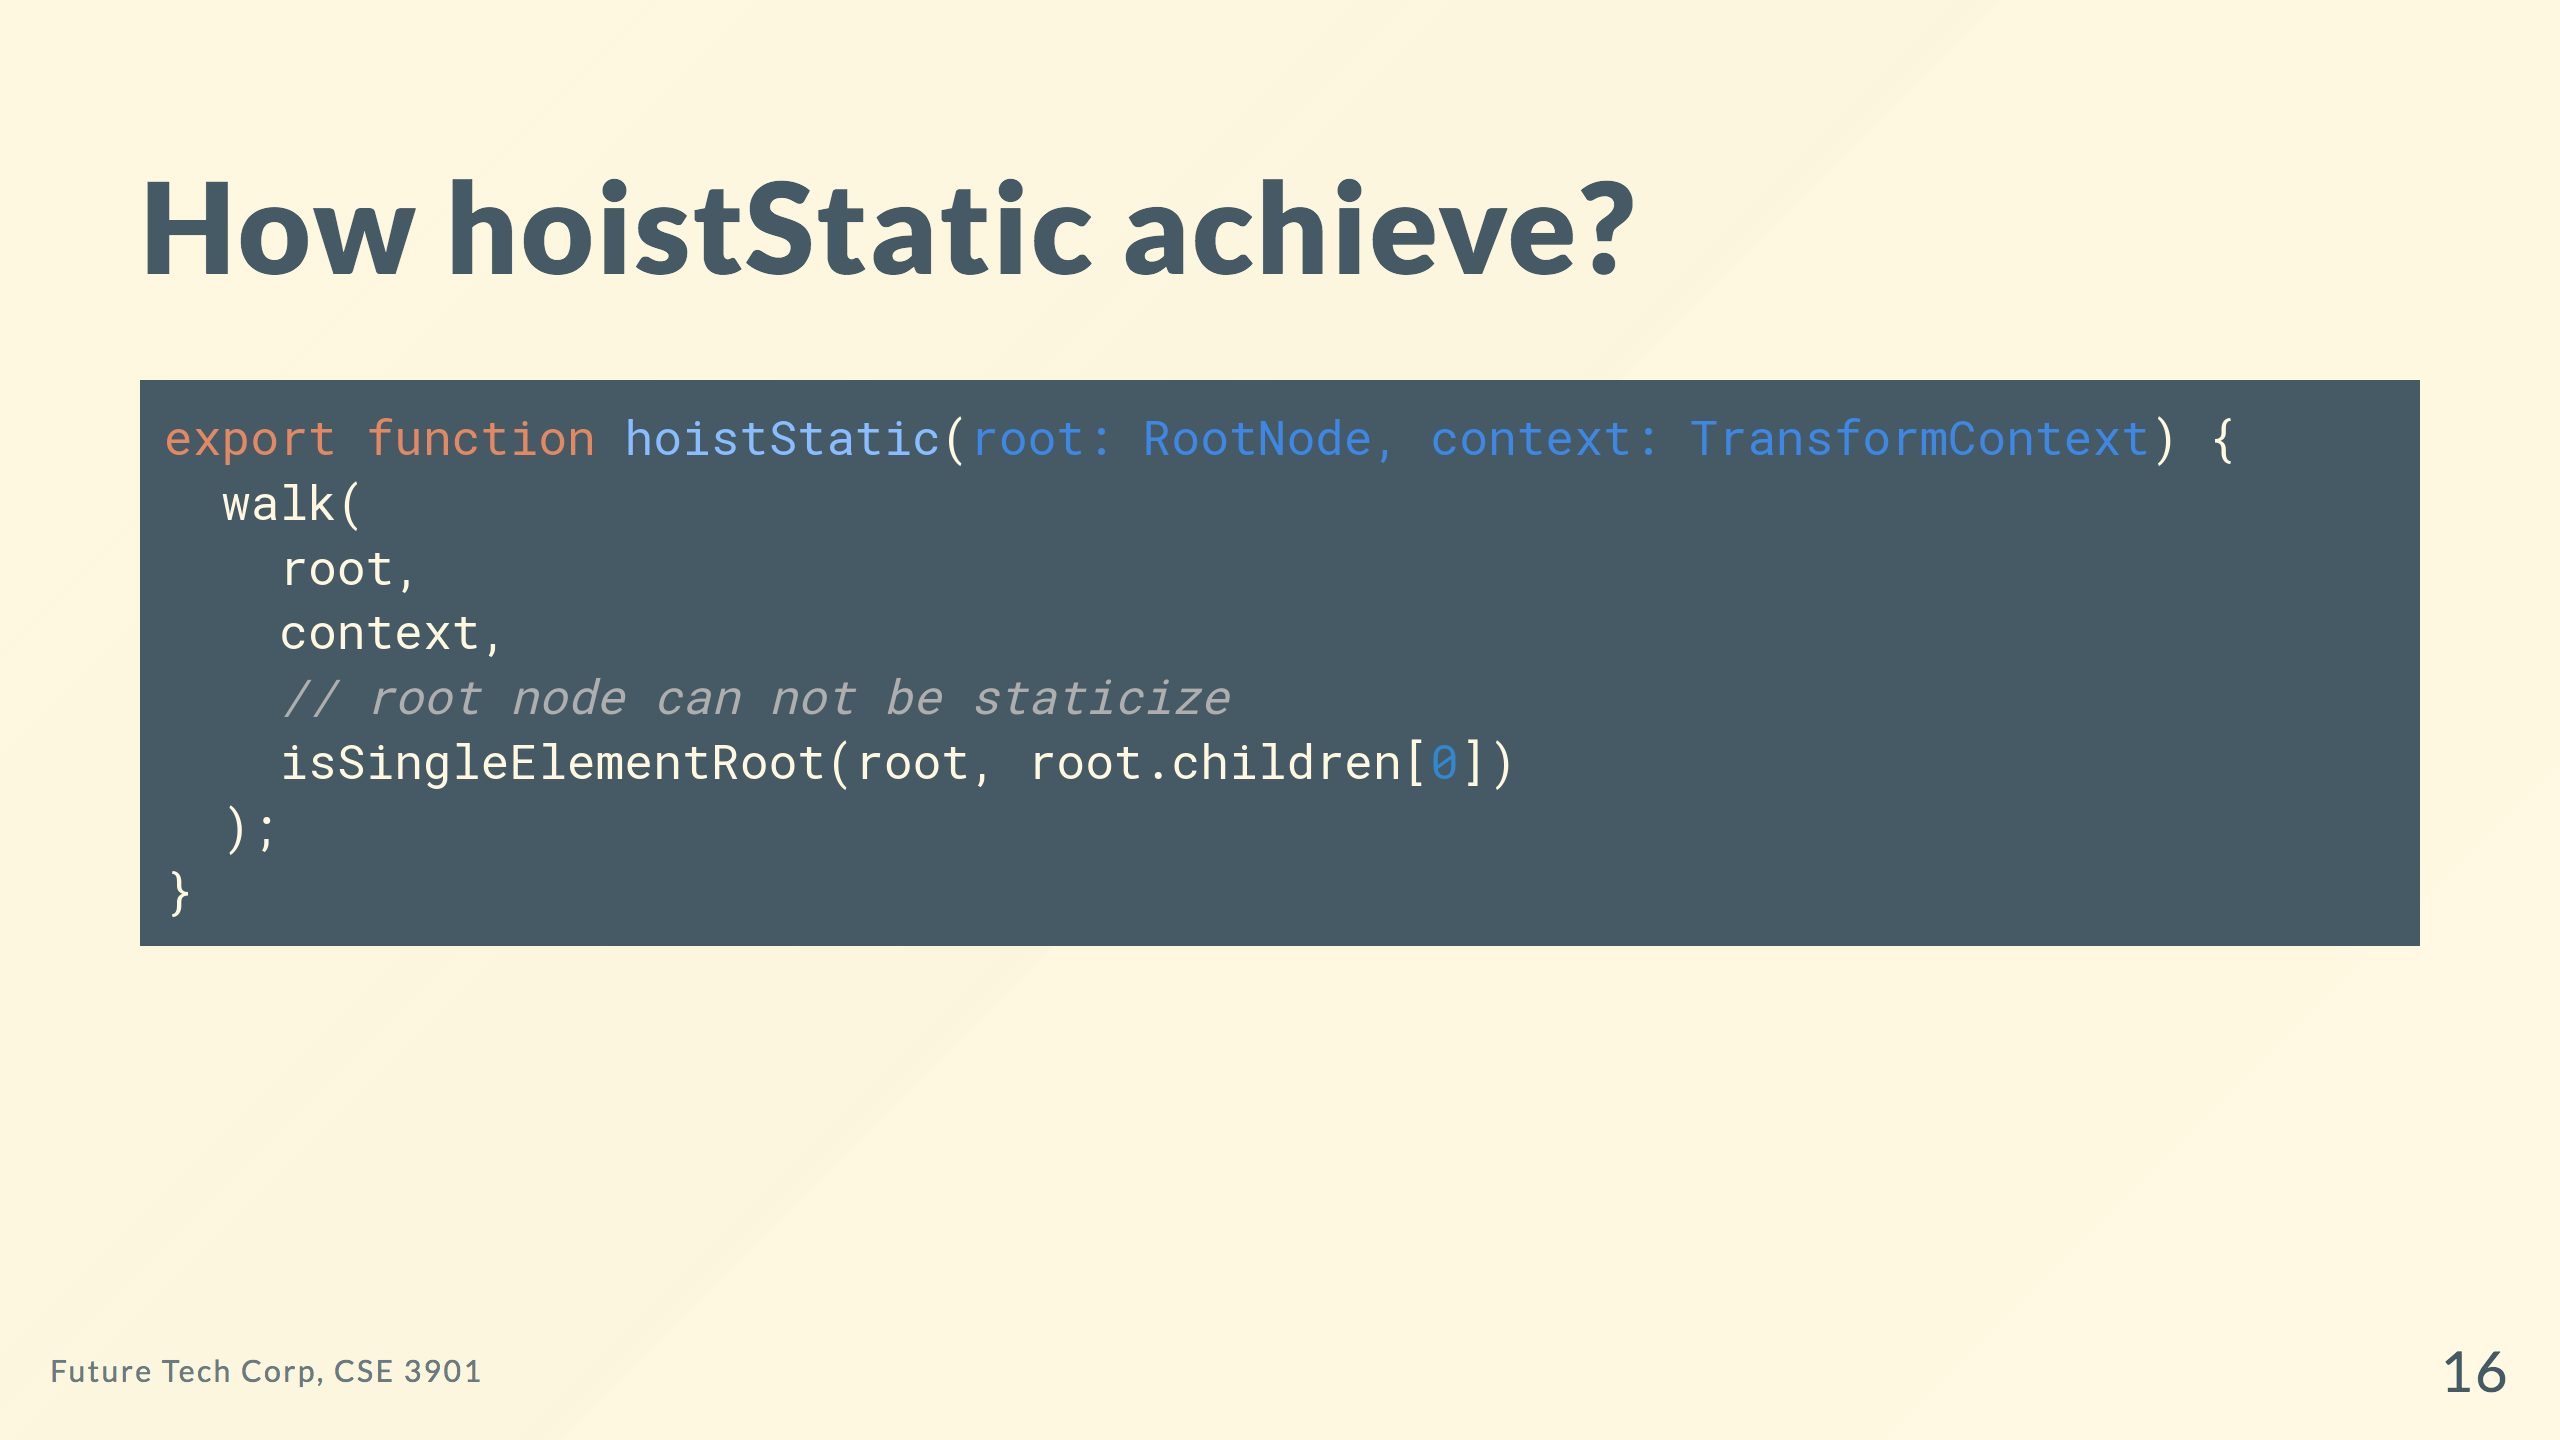 How hoistStatic achieve?
export function hoistStatic(root: RootNode, context: TransformContext) {
  walk(
    root,
    context,
    // root node can not be staticize
    isSingleElementRoot(root, root.children[0])
  );
}
Future Tech Corp, CSE 3901
16